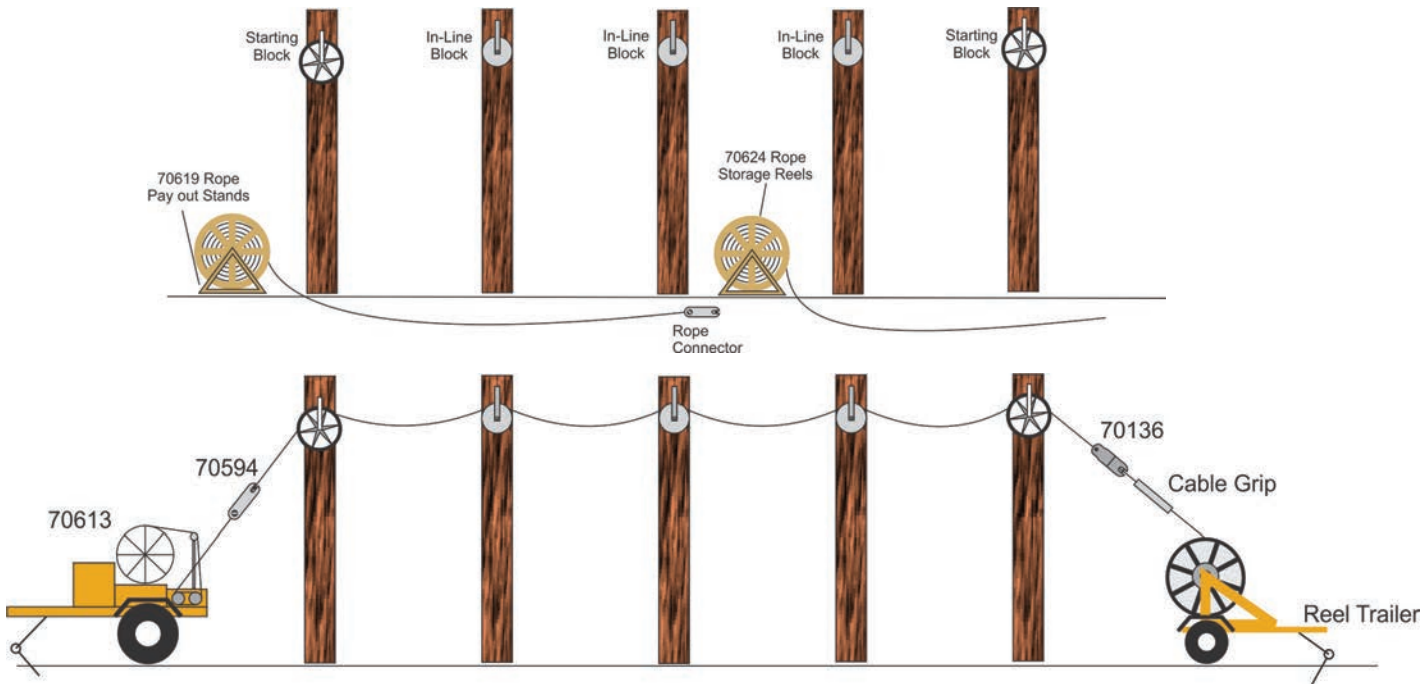 Starting
Block
In-Line
Block
In-Line
Block
In-Line
Block
Starting
Block
70619 Rope
Pay out Stands
70624 Rope
Storage Reels
Rope
Connector
70594
70613
70136
Cable Grip
Reel Trailer